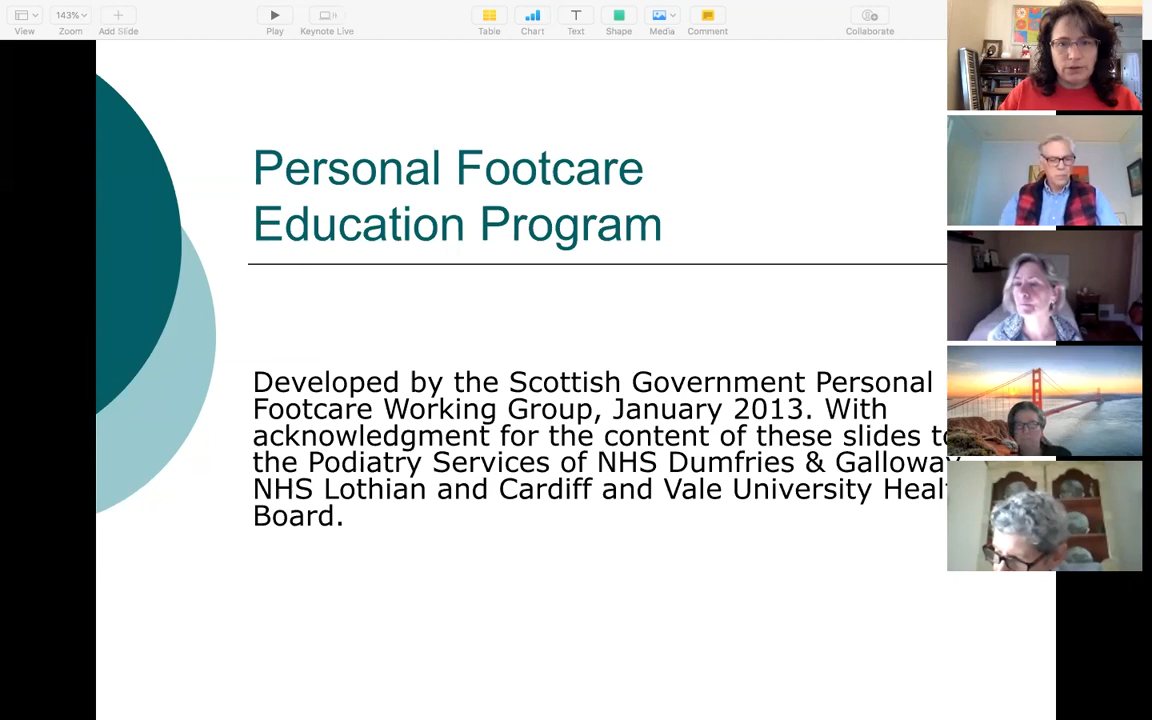 View
143%
Zoom
Add Slide
Play
Keynote Live
Table
Chart
Text
Shape
Media
Comment
Collaborate
Personal Footcare
Education Program
Developed by the Scottish Government Personal
Footcare Working Group, January 2013. With
acknowledgment for the content of these slides to
the Podiatry Services of NHS Dumfries & Galloway
NHS Lothian and Cardiff and Vale University Heal
Board.